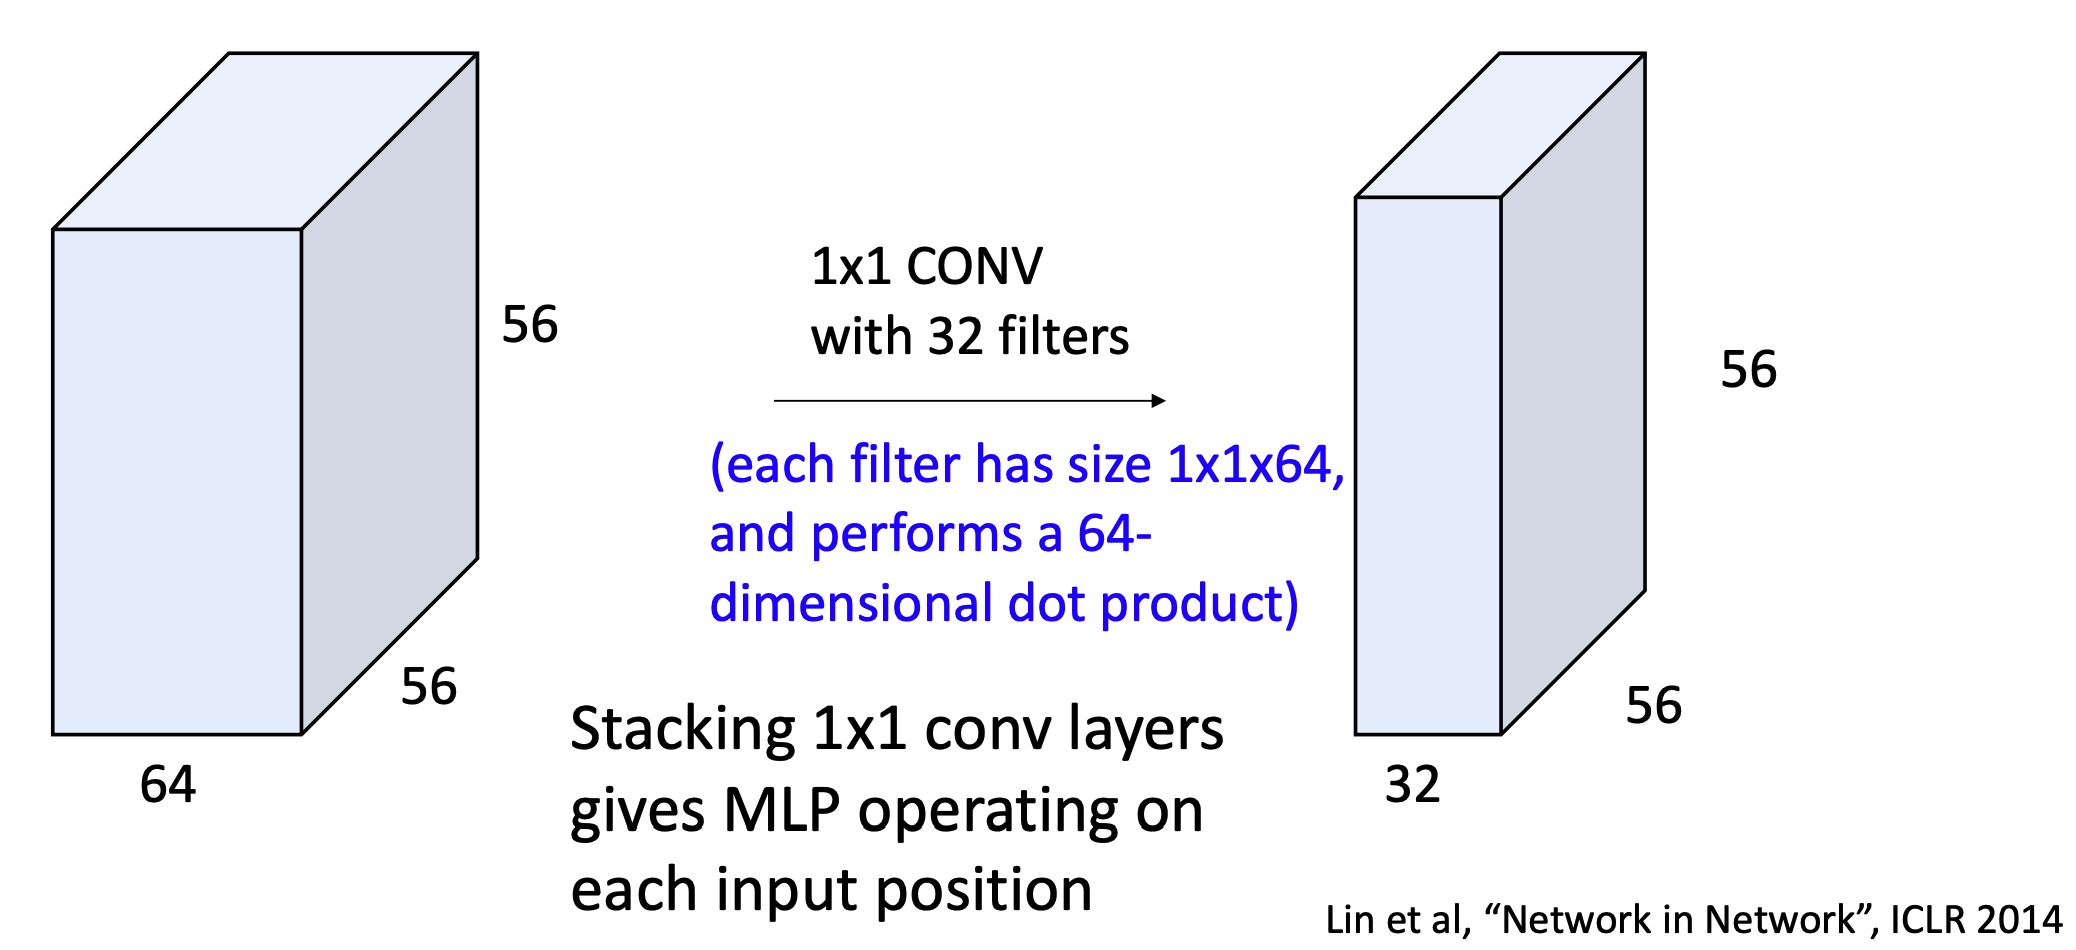 56
56
64
1x1 CONV
with 32 filters
(each filter has size 1x1x64,
and performs a 64-
dimensional dot product)
Stacking 1x1 conv layers
gives MLP operating on
each input position
56
56
32
Lin et al, “Network in Network”, ICLR 2014